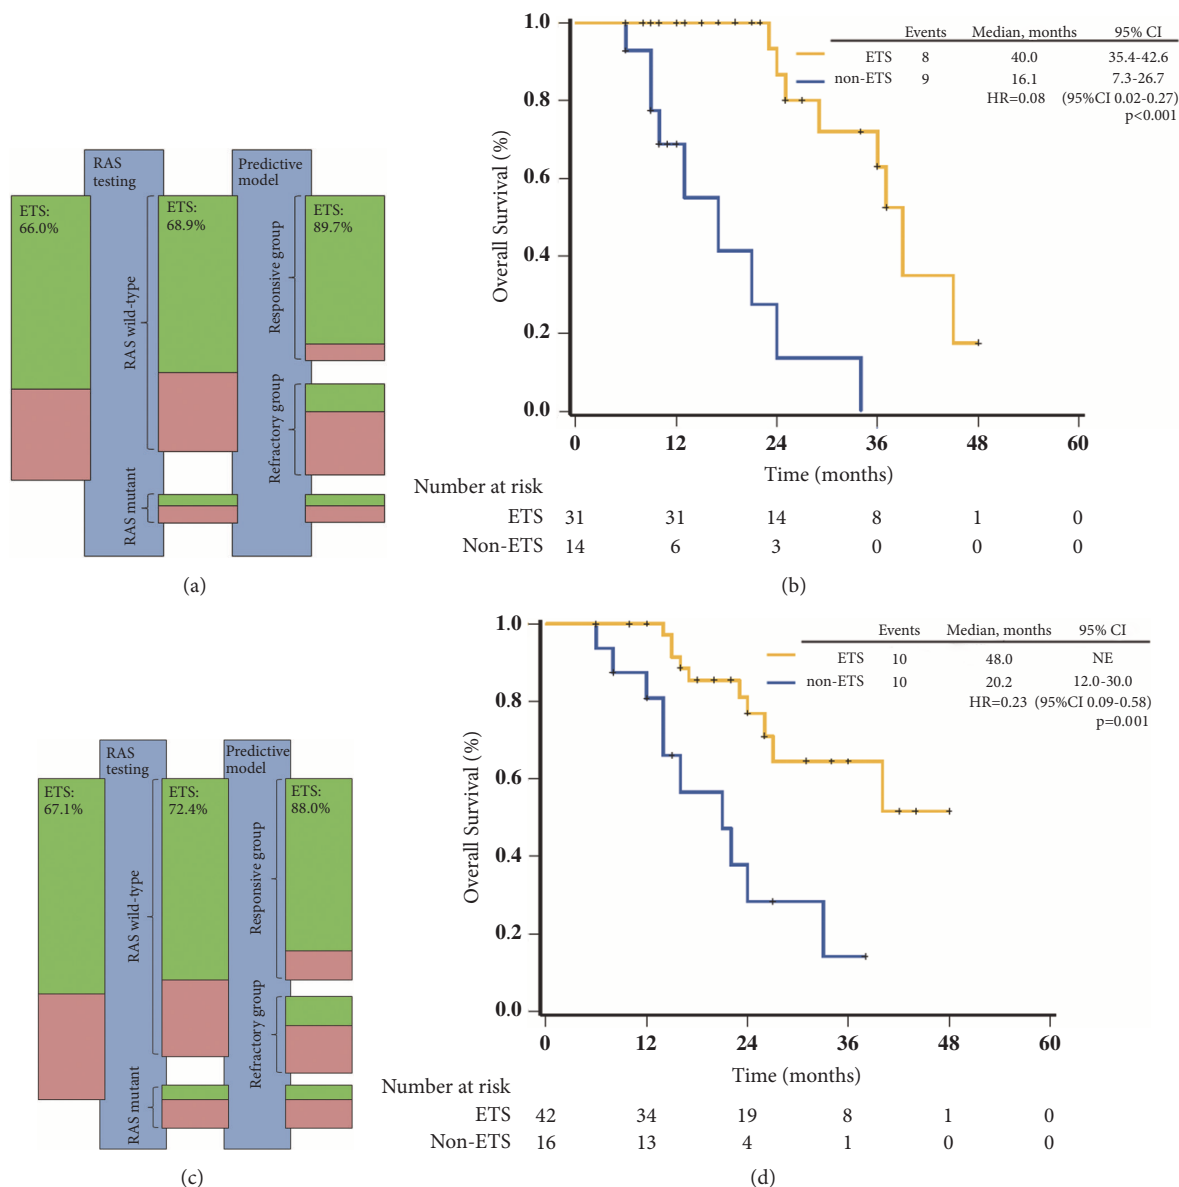 RAS
testing
Predictive
model
ETS:
66.0%
ETS:
68.9%
ETS:
89.7%
RAS wild-type
RAS mutant
Responsive group
Refractory group
(a)
Events Median, months 95% CI
ETS 8 40.0 35.4-42.6
non-ETS 9 16.1 7.3-26.7
HR=0.08 (95%CI 0.02-0.27)
p<0.001
Overall Survival (%)
1.0
0.8
0.6
0.4
0.2
0.0
0 12 24 36 48 60
Time (months)
Number at risk
ETS 31 31 14 8 1 0
Non-ETS 14 6 3 0 0 0
(b)
RAS
testing
Predictive
model
ETS:
67.1%
ETS:
72.4%
ETS:
88.0%
RAS wild-type
RAS mutant
Responsive group
Refractory group
(c)
Events Median, months 95% CI
ETS 10 48.0 NE
non-ETS 10 20.2 12.0-30.0
HR=0.23 (95%CI 0.09-0.58)
p=0.001
Overall Survival (%)
1.0
0.8
0.6
0.4
0.2
0.0
0 12 24 36 48 60
Time (months)
Number at risk
ETS 42 34 19 8 1 0
Non-ETS 16 13 4 1 0 0
(d)